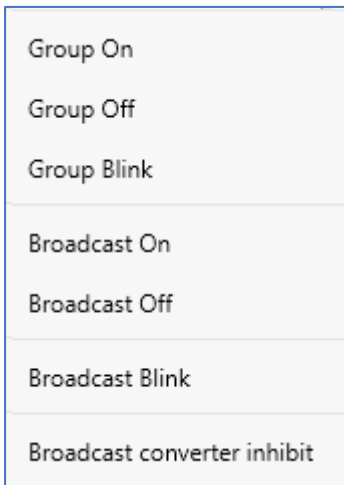 Group On
Group Off
Group Blink
Broadcast On
Broadcast Off
Broadcast Blink
Broadcast converter inhibit